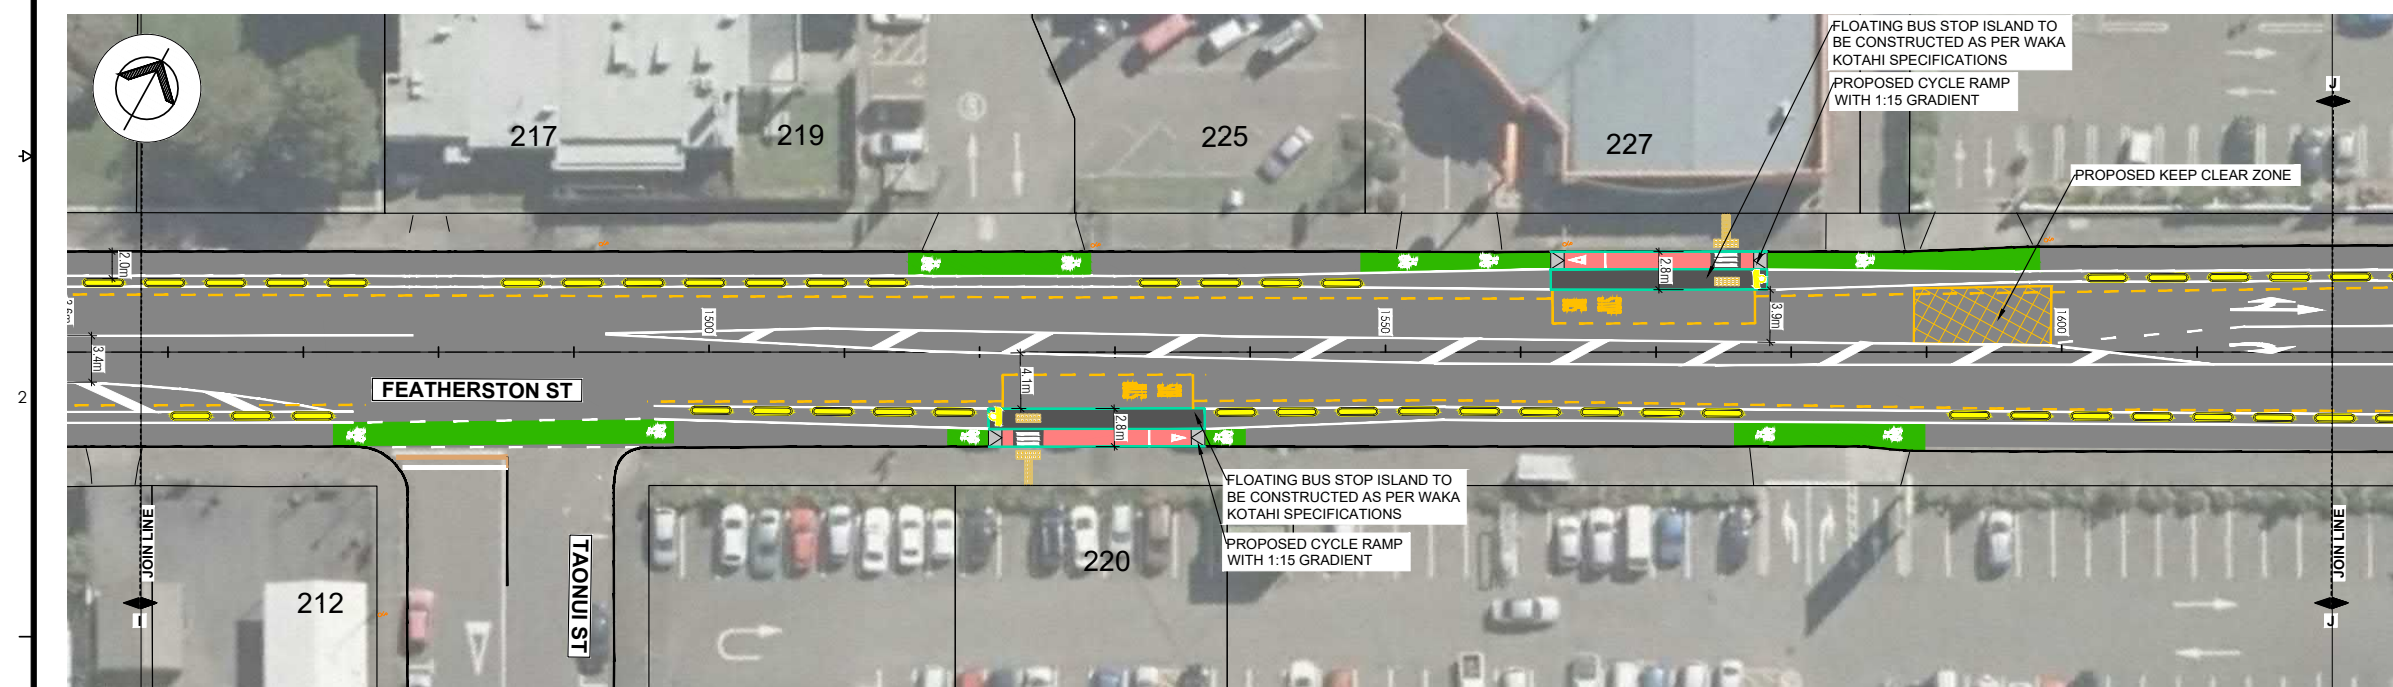 FLOATING BUS STOP ISLAND TO
BE CONSTRUCTED AS PER WAKA
KOTAHI SPECIFICATIONS
PROPOSED CYCLE RAMP
WITH 1:15 GRADIENT
J
217
219
225
227
PROPOSED KEEP CLEAR ZONE
2.0m
2.8m
1500
1550
1600
3.9m
3.4m
4.1m
2.8m
2
FEATHERSTON ST
FLOATING BUS STOP ISLAND TO
BE CONSTRUCTED AS PER WAKA
KOTAHI SPECIFICATIONS
PROPOSED CYCLE RAMP
WITH 1:15 GRADIENT
JOIN LINE
I
212
TAONUI ST
220
JOIN LINE
J